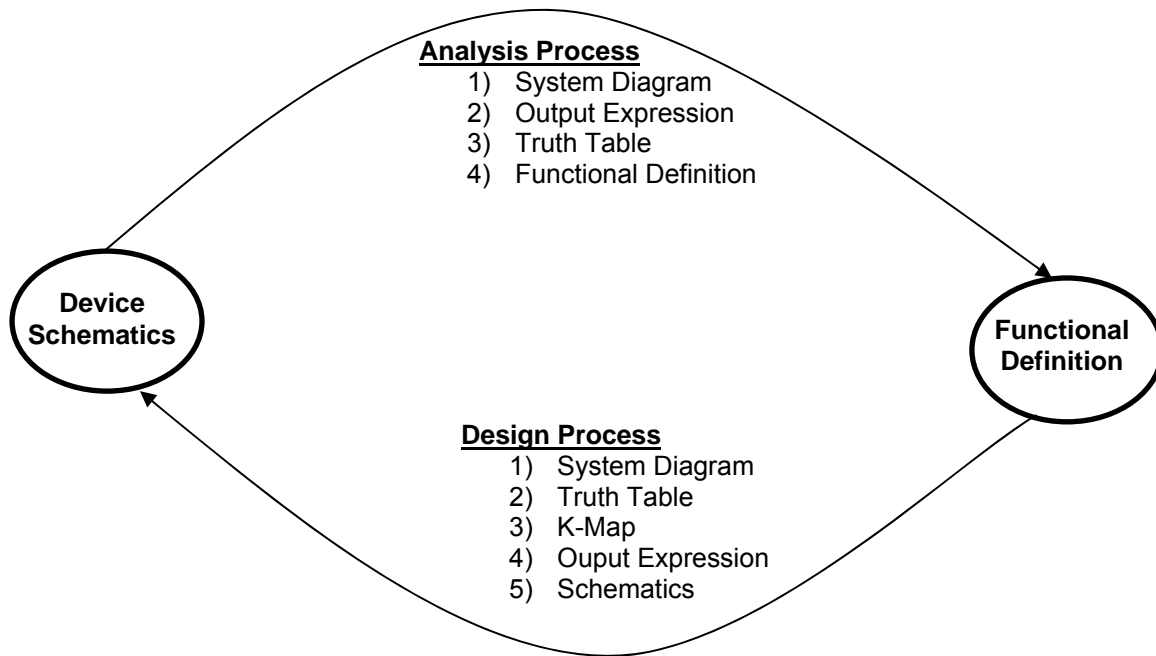 Analysis Process
1) System Diagram
2) Output Expression
3) Truth Table
4) Functional Definition
Device
Schematics
Functional
Definition
Design Process
1) System Diagram
2) Truth Table
3) K-Map
4) Ouput Expression
5) Schematics